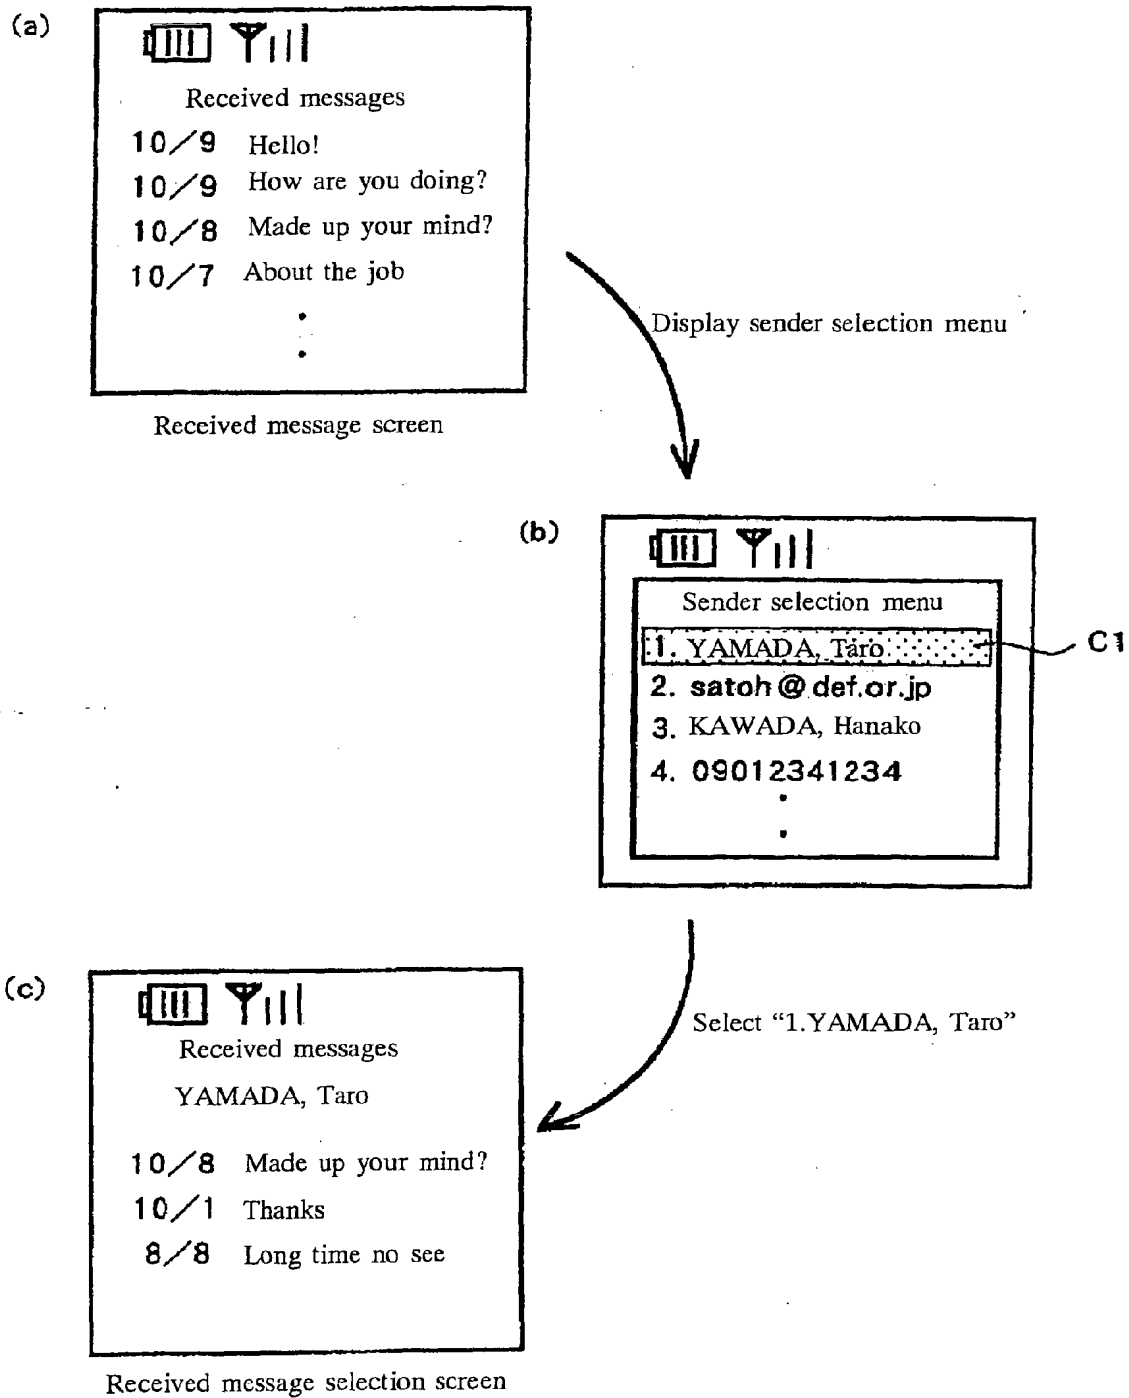 (a)
Received messages
10/9 Hello!
10/9 How are you doing?
10/8 Made up your mind?
10/7 About the job
Received message screen
Display sender selection menu
(b)
Sender selection menu
1. YAMADA, Taro
C1
2. satoh@def.or.jp
3. KAWADA, Hanako
4. 09012341234
Select “1.YAMADA, Taro”
(c)
Received messages
YAMADA, Taro
10/8 Made up your mind?
10/1 Thanks
8/8 Long time no see
Received message selection screen